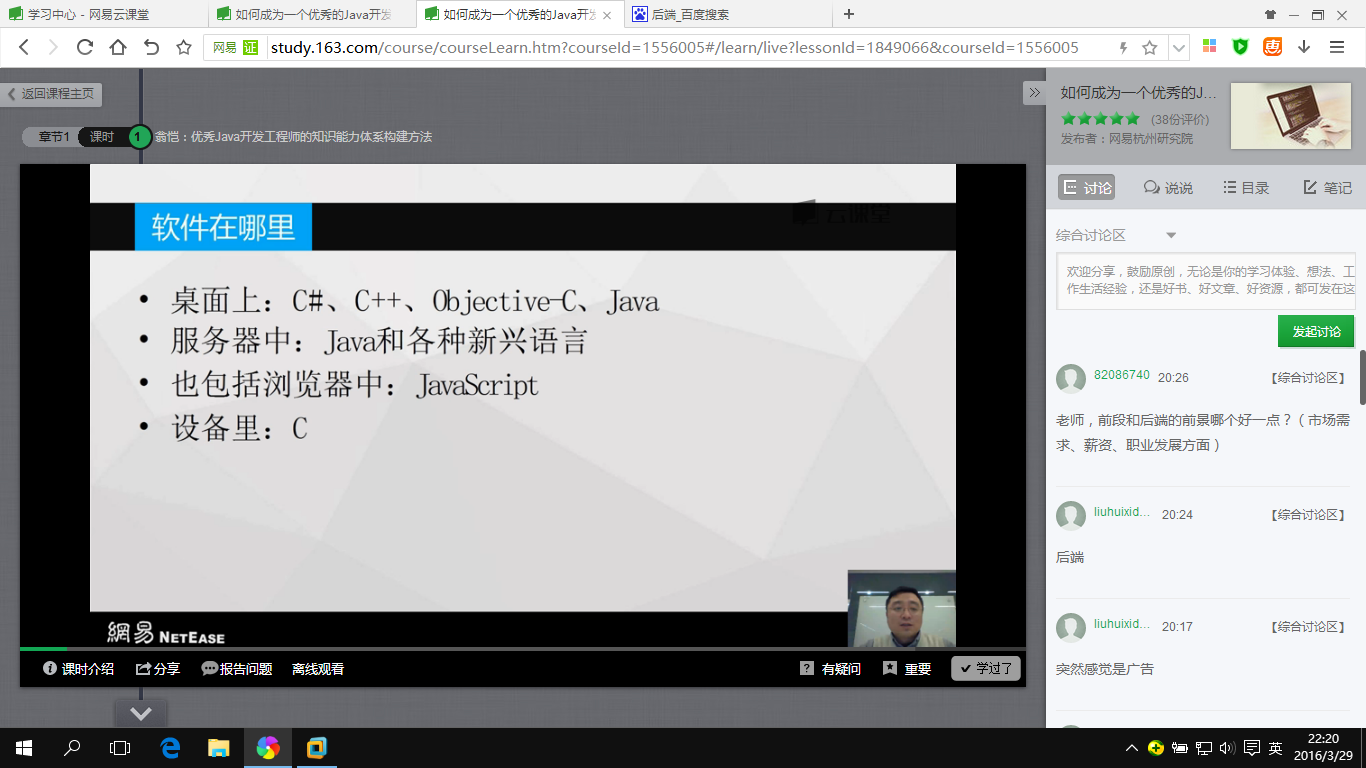 学习中心 - 网易云课堂
如何成为一个优秀的Java开发
如何成为一个优秀的Java开发
后端_百度搜索
网易 证 study.163.com/course/courseLearn.htm?courseId=1556005#/learn/live?lessonId=1849066&courseId=1556005
返回课程主页
章节1 课时 1 翁恺：优秀Java开发工程师的知识能力体系构建方法
云课堂
软件在哪里
• 桌面上：C#、C++、Objective-C、Java
• 服务器中：Java和各种新兴语言
• 也包括浏览器中：JavaScript
• 设备里：C
網易 NETEASE
课时介绍 分享 报告问题 离线观看 有疑问 重要 学过了
如何成为一个优秀的J...
(38份评价)
发布者：网易杭州研究院
讨论 说说 目录 笔记
综合讨论区
欢迎分享，鼓励原创，无论是你的学习体验、想法、工
作生活经验，还是好书、好文章、好资源，都可发在这
发起讨论
82086740 20:26 【综合讨论区】
老师，前段和后端的前景哪个好一点？（市场需
求、薪资、职业发展方面）
liuhuixid... 20:24 【综合讨论区】
后端
liuhuixid... 20:17 【综合讨论区】
突然感觉是广告
英
22:20
2016/3/29